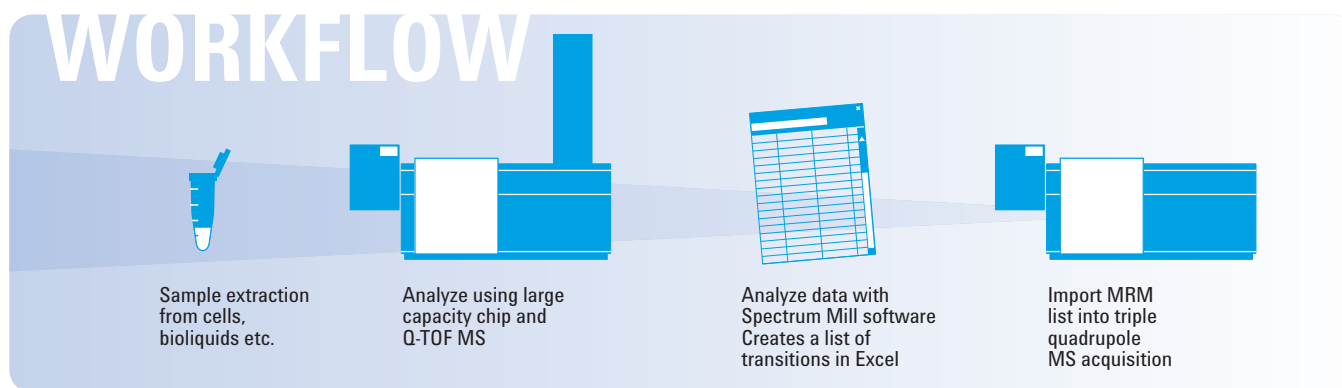 WORKFLOW
Sample extraction
from cells,
bioliquids etc.
Analyze using large
capacity chip and
Q-TOF MS
Analyze data with
Spectrum Mill software
Creates a list of
transitions in Excel
Import MRM
list into triple
quadrupole
MS acquisition